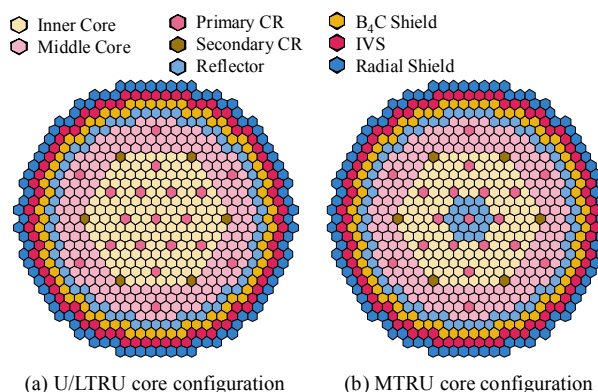 Inner Core
Primary CR
B₄C Shield
Middle Core
Secondary CR
IVS
Reflector
Radial Shield
(a) U/LTRU core configuration
(b) MTRU core configuration